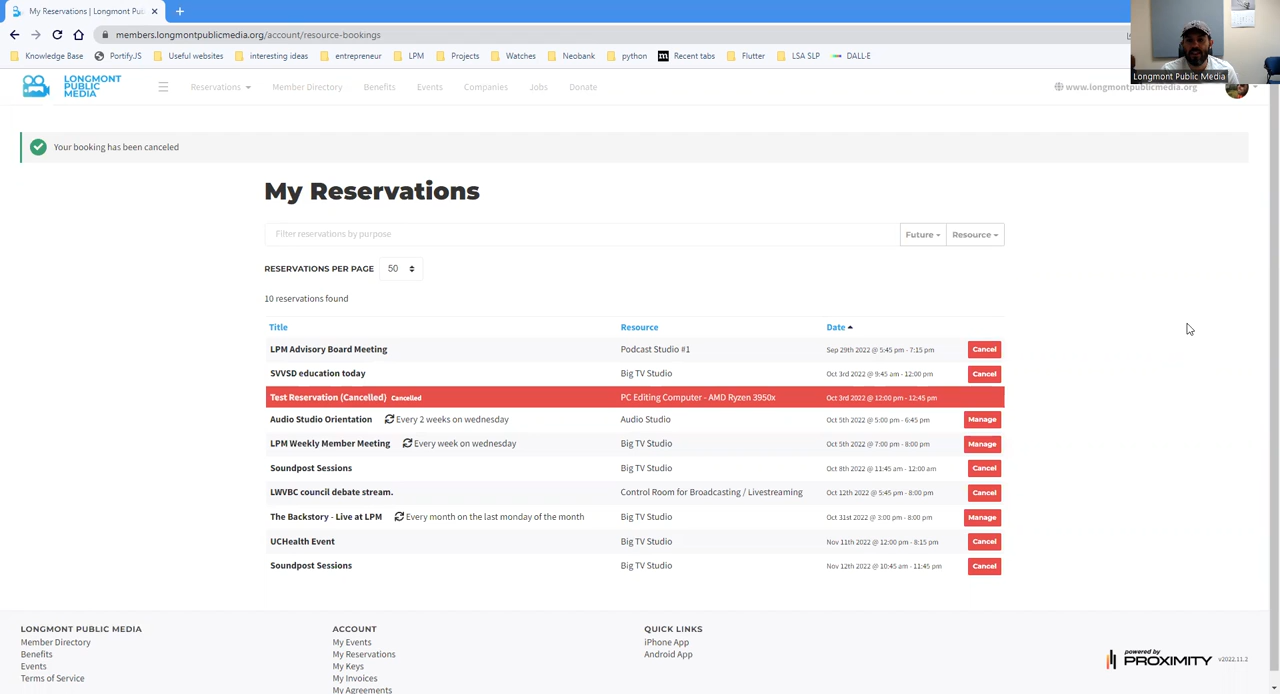 My Reservations | Longmont Pub
members.longmontpublicmedia.org/account/resource-bookings
Knowledge Base PortifyJS Useful websites interesting ideas entrepreneur LPM Projects Watches Neobank python Recent tabs Flutter LSA SLP DALL-E
Longmont Public Media
LONGMONT
PUBLIC
MEDIA
Reservations Member Directory Benefits Events Companies Jobs Donate www.longmontpublicmedia.org
Your booking has been canceled
My Reservations
Filter reservations by purpose Future Resource
RESERVATIONS PER PAGE 50
10 reservations found
Title Resource Date
LPM Advisory Board Meeting Podcast Studio #1 Sep 29th 2022 @ 5:45 pm - 7:15 pm Cancel
SVVSD education today Big TV Studio Oct 3rd 2022 @ 9:45 am - 12:00 pm Cancel
Test Reservation (Cancelled) Cancelled PC Editing Computer - AMD Ryzen 3950x Oct 3rd 2022 @ 12:00 pm - 12:45 pm
Audio Studio Orientation Every 2 weeks on wednesday Audio Studio Oct 5th 2022 @ 5:00 pm - 6:45 pm Manage
LPM Weekly Member Meeting Every week on wednesday Big TV Studio Oct 5th 2022 @ 7:00 pm - 8:00 pm Manage
Soundpost Sessions Big TV Studio Oct 8th 2022 @ 11:45 am - 12:00 am Cancel
LWVBC council debate stream. Control Room for Broadcasting / Livestreaming Oct 12th 2022 @ 5:45 pm - 8:00 pm Cancel
The Backstory - Live at LPM Every month on the last monday of the month Big TV Studio Oct 31st 2022 @ 3:00 pm - 8:00 pm Manage
UCHealth Event Big TV Studio Nov 11th 2022 @ 12:00 pm - 8:15 pm Cancel
Soundpost Sessions Big TV Studio Nov 12th 2022 @ 10:45 am - 11:45 pm Cancel
LONGMONT PUBLIC MEDIA
Member Directory
Benefits
Events
Terms of Service
ACCOUNT
My Events
My Reservations
My Keys
My Invoices
My Agreements
QUICK LINKS
iPhone App
Android App
powered by
PROXIMITY v2022.11.2